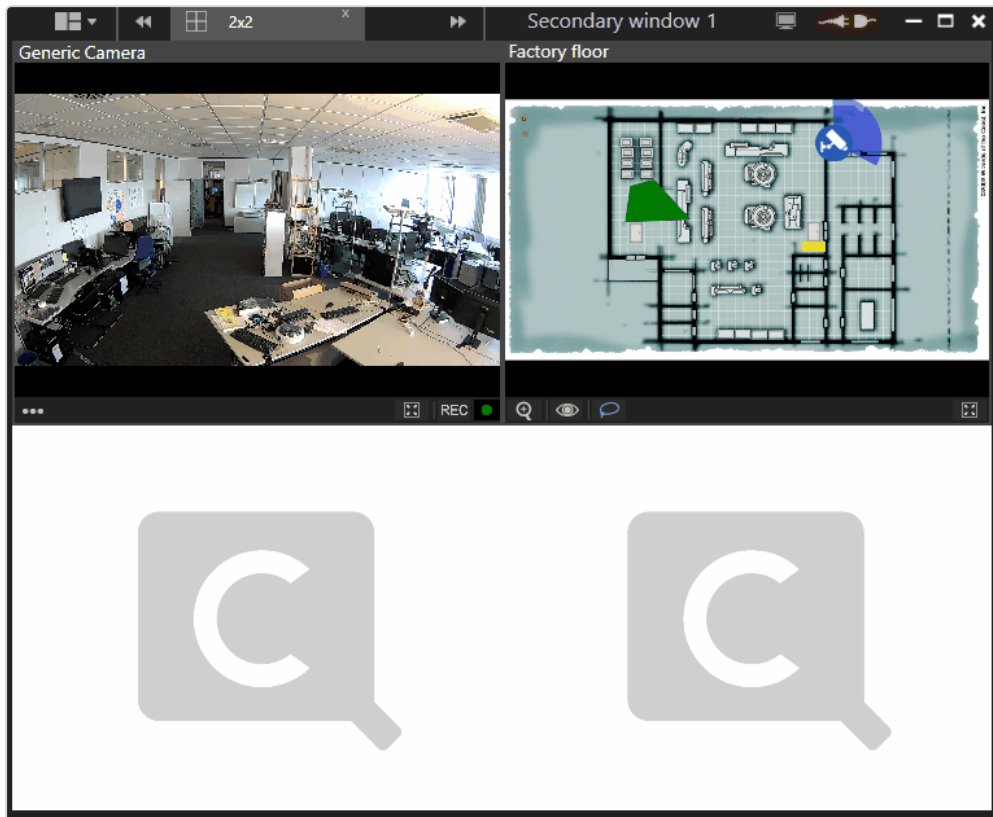 2x2
x
Secondary window 1
Generic Camera
Factory floor
REC
C
C